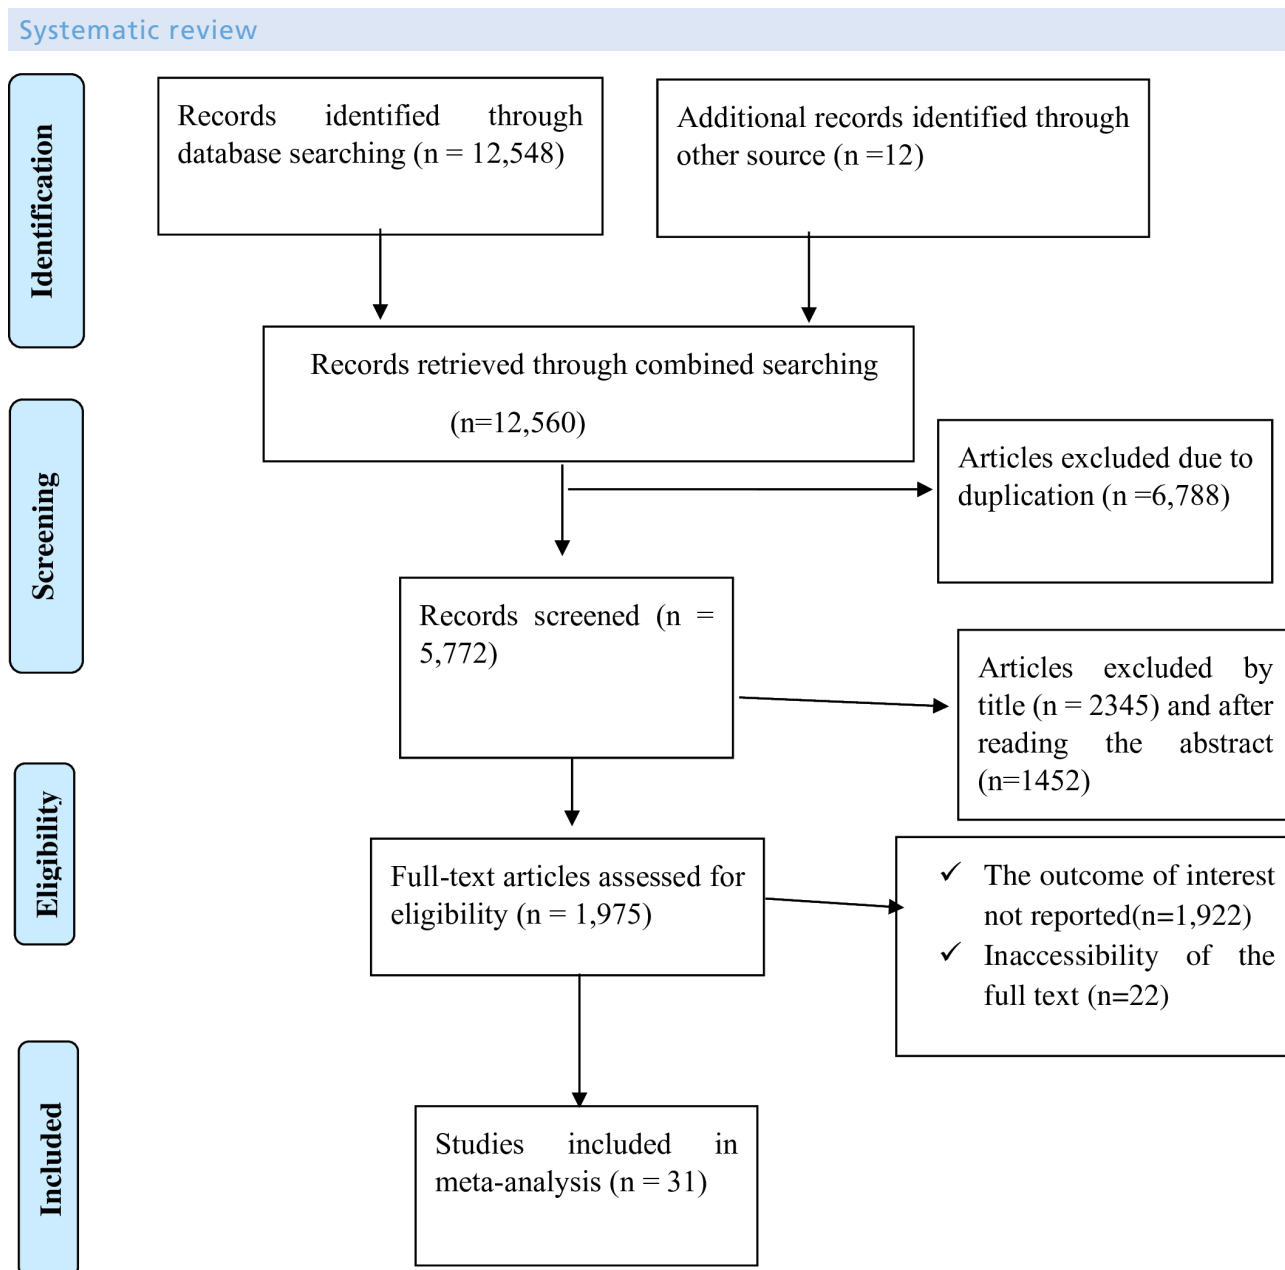 Systematic review
Identification
Records identified through
database searching (n = 12,548)
Additional records identified through
other source (n =12)
Records retrieved through combined searching
(n=12,560)
Screening
Articles excluded due to
duplication (n =6,788)
Records screened (n =
5,772)
Articles excluded by
title (n = 2345) and after
reading the abstract
(n=1452)
Eligibility
Full-text articles assessed for
eligibility (n = 1,975)
✓ The outcome of interest
not reported(n=1,922)
✓ Inaccessibility of the
full text (n=22)
Included
Studies included in
meta-analysis (n = 31)